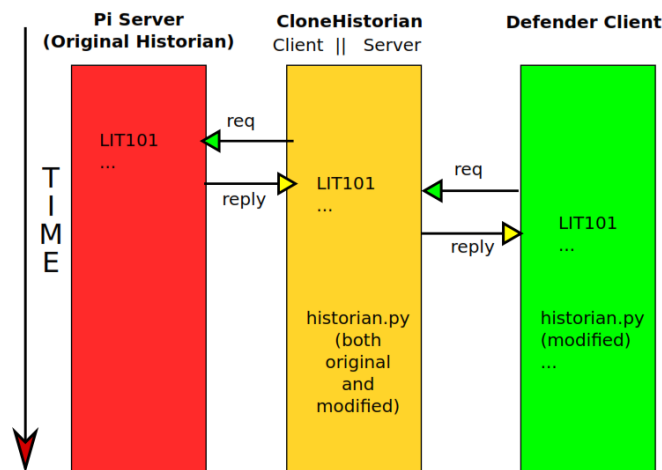 Pi Server
(Original Historian)
CloneHistorian
Client || Server
Defender Client
TIME
LIT101
...
req
reply
LIT101
...
req
reply
LIT101
...
historian.py
(both
original
and
modified)
historian.py
(modified)
...